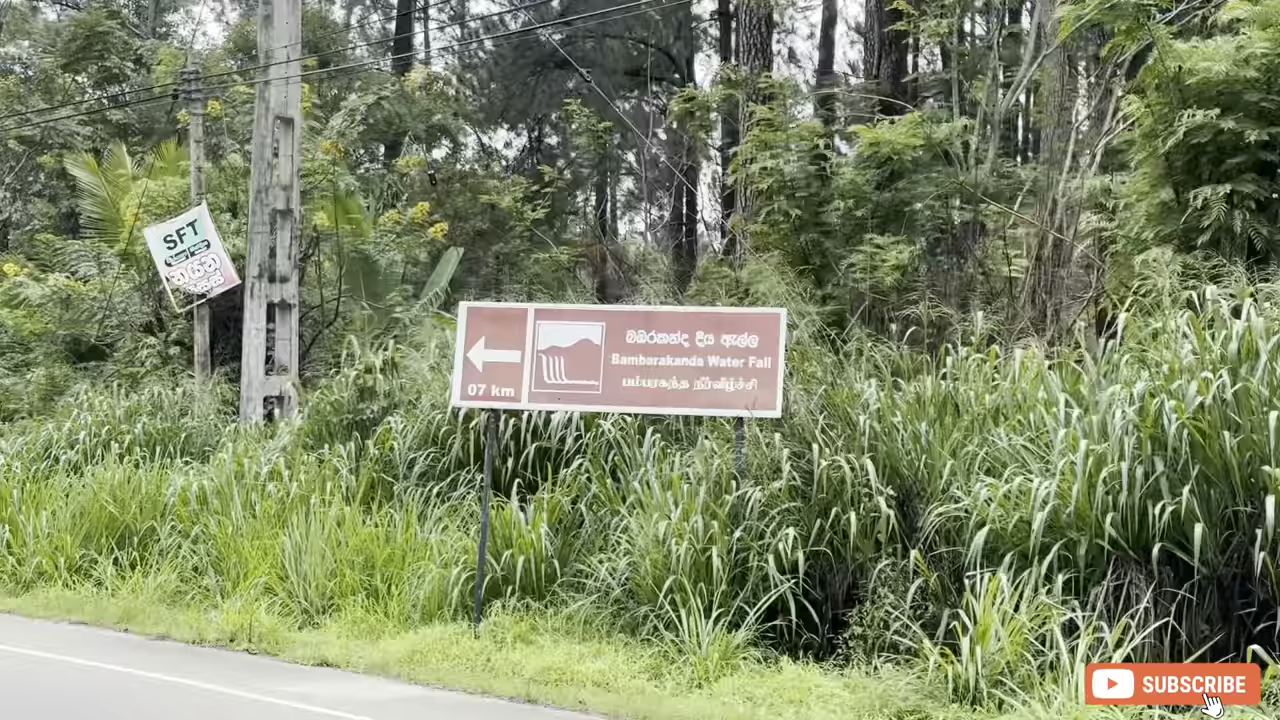 SFT
07 km
බඹරකන්ද දිය ඇල්ල
Bambarakanda Water Fall
பம்பரகந்த நீர்வீழ்ச்சி
SUBSCRIBE